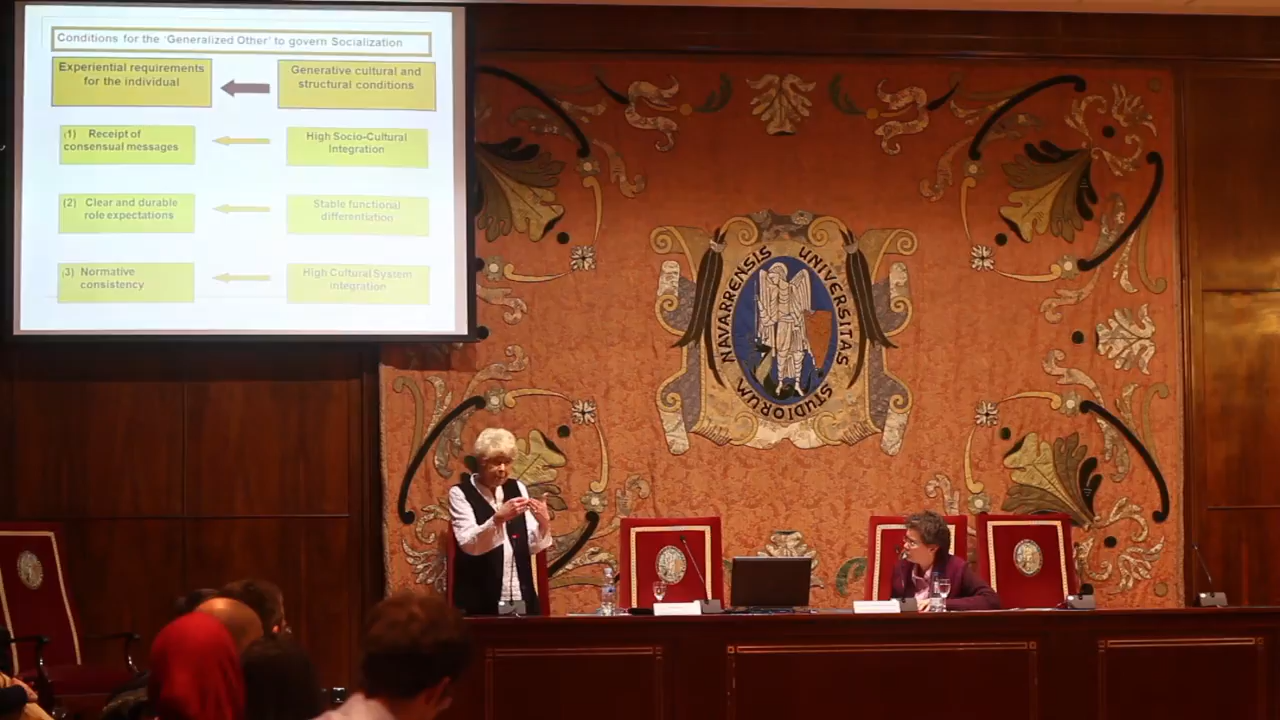 Conditions for the 'Generalized Other' to govern Socialization
Experiential requirements
for the individual
Generative cultural and
structural conditions
(1) Receipt of
consensual messages
High Socio-Cultural
Integration
(2) Clear and durable
role expectations
Stable functional
differentiation
3) Normative
consistency
High Cultural System
integration
UNIVERSITAS
STUDIORUM
NAVARRENSIS